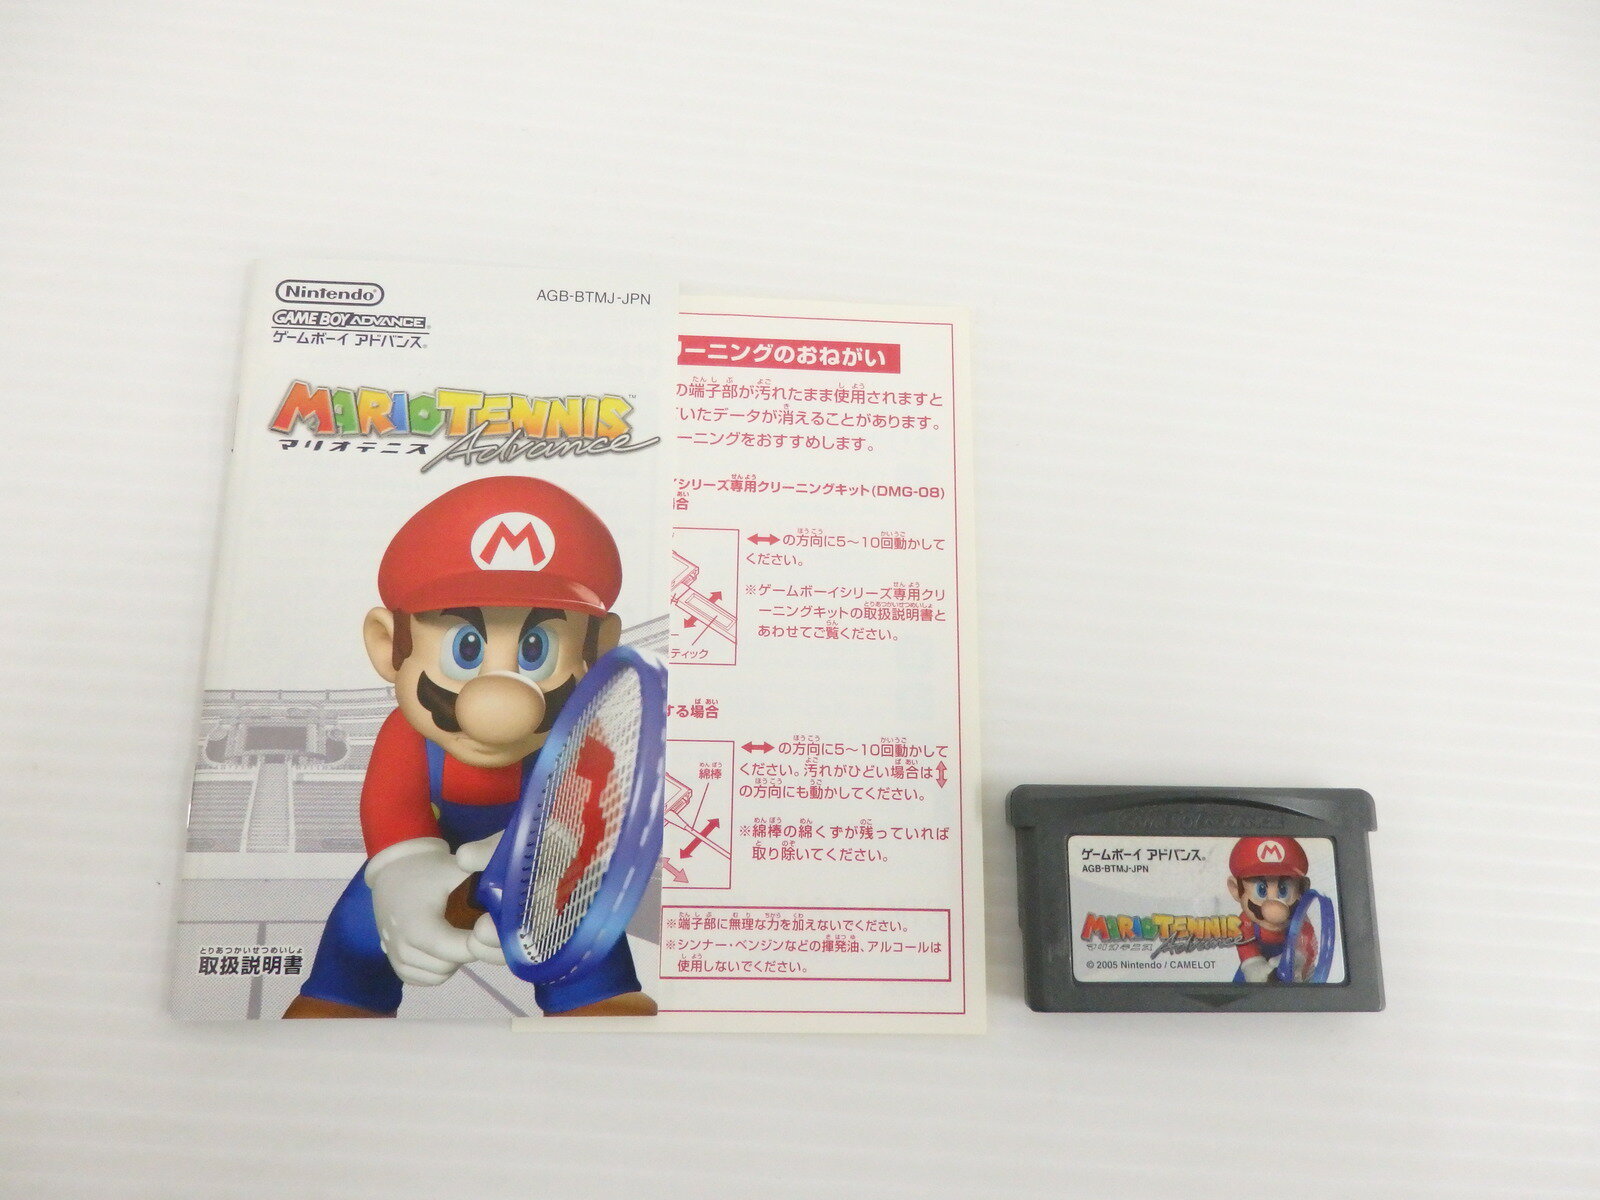 Nintendo
AGB-BTMJ-JPN
GAME BOY ADVANCE
ゲームボーイ アドバンス
MARIO TENNIS
マリオテニス Advance
M
とりあつかいせつめいしょ
取扱説明書
ーニングのおねがい
の端子部が汚れたまま使用されますと
いたデータが消えることがあります。
ーニングをおすすめします。
シリーズ専用クリーニングキット(DMG-08)
合
の方向に5〜10回動かして
ください。
※ゲームボーイシリーズ専用クリ
ーニングキットの取扱説明書と
あわせてご覧ください。
ティック
する場合
綿棒
の方向に5〜10回動かして
ください。汚れがひどい場合は
の方向にも動かしてください。
※綿棒の綿くずが残っていれば
取り除いてください。
※端子部に無理な力を加えないでください。
※シンナー・ベンジンなどの揮発油、アルコールは
使用しないでください。
ゲームボーイ アドバンス
AGB-BTMJ-JPN
M
MARIO TENNIS
マリオテニス Advance
© 2005 Nintendo / CAMELOT